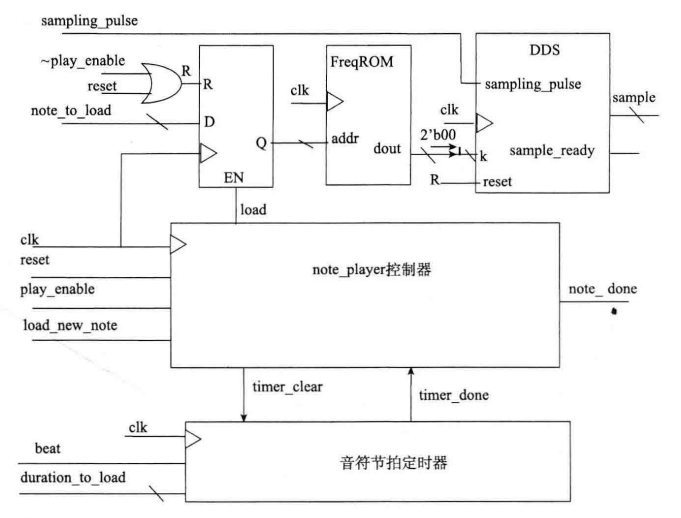 sampling_pulse
~play_enable
reset
note_to_load
R
R
D
Q
EN
FreqROM
clk
addr
dout
DDS
sampling_pulse
clk
2'b00
k
R
reset
sample
sample_ready
load
clk
reset
play_enable
load_new_note
note_player控制器
note_ done
timer_clear
timer_done
clk
beat
duration_to_load
音符节拍定时器